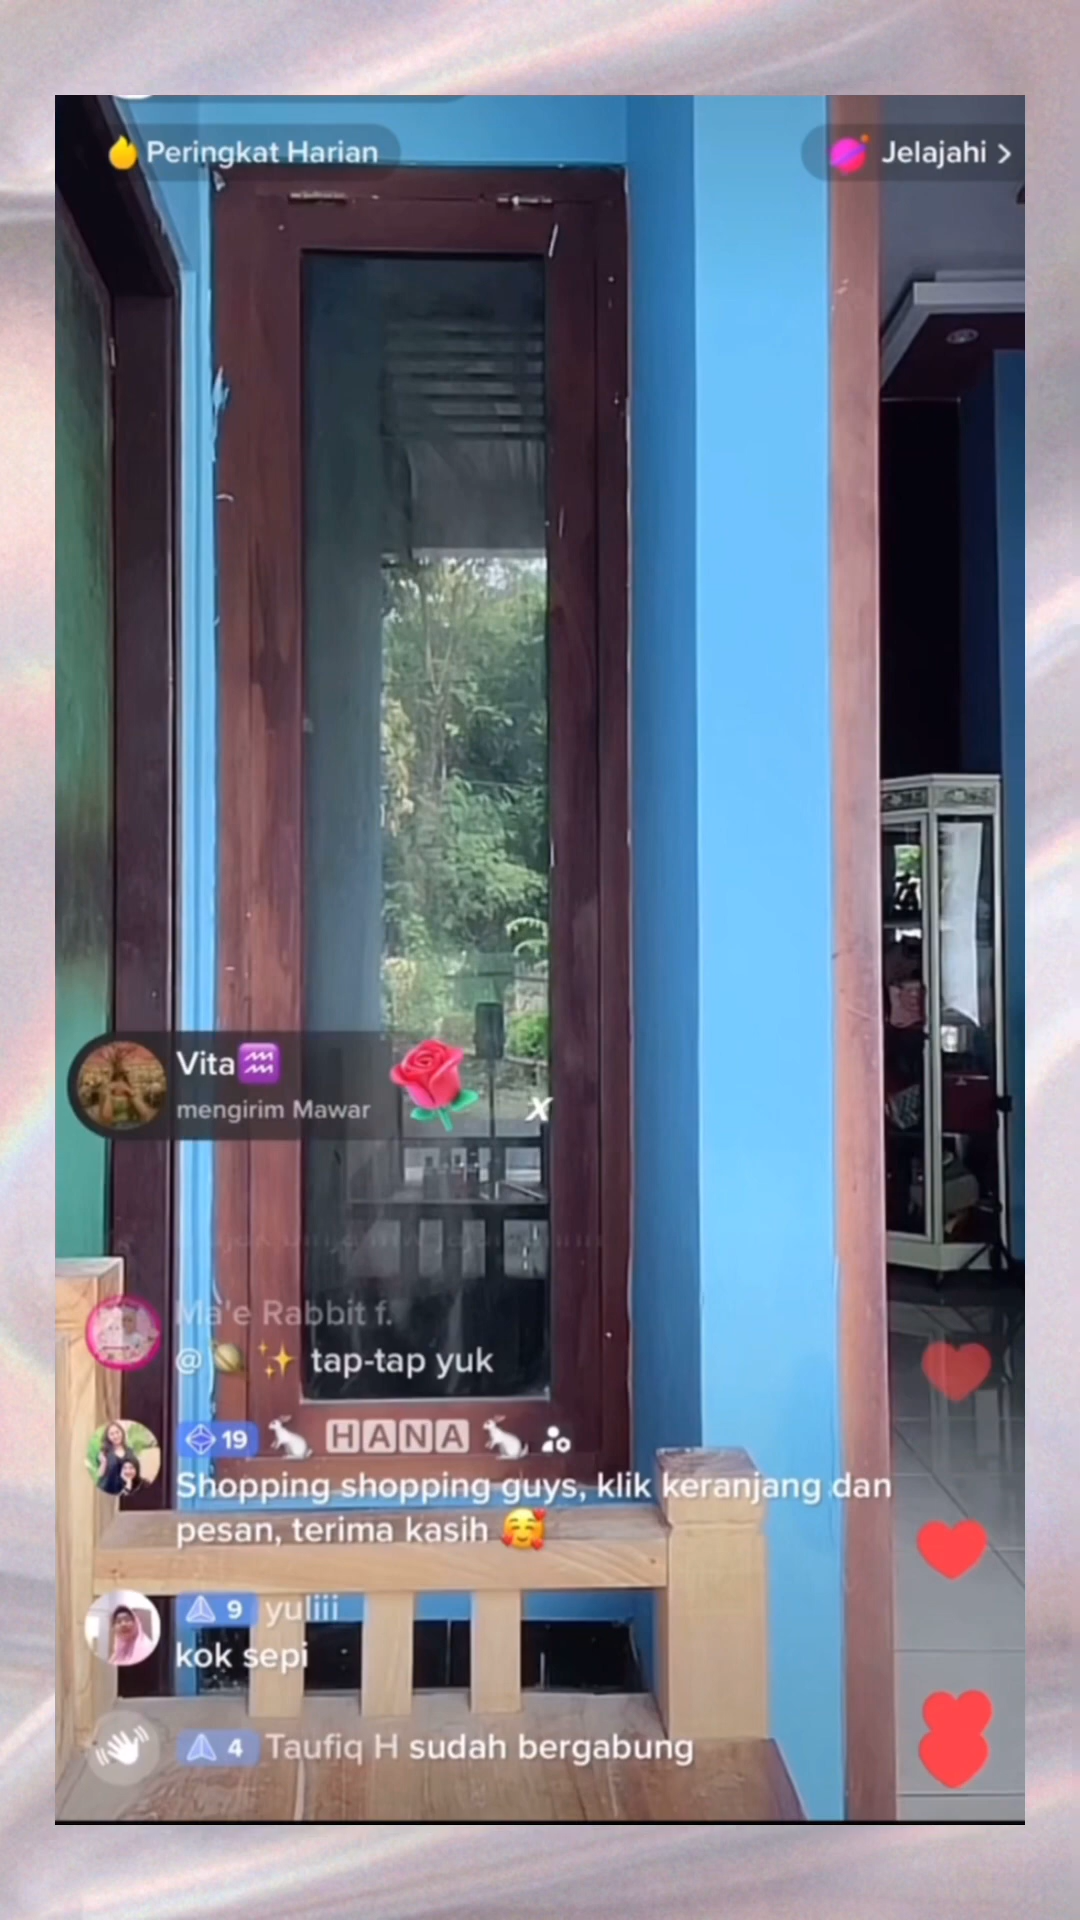 Peringkat Harian
Jelajahi >
Vita♒
mengirim Mawar
x
Ma'e Rabbit f.
@ 🪐 ✨ tap-tap yuk
19 🐇 HANA 🐇
Shopping shopping guys, klik keranjang dan
pesan, terima kasih 🥰
9 yuliii
kok sepi
4 Taufiq H sudah bergabung